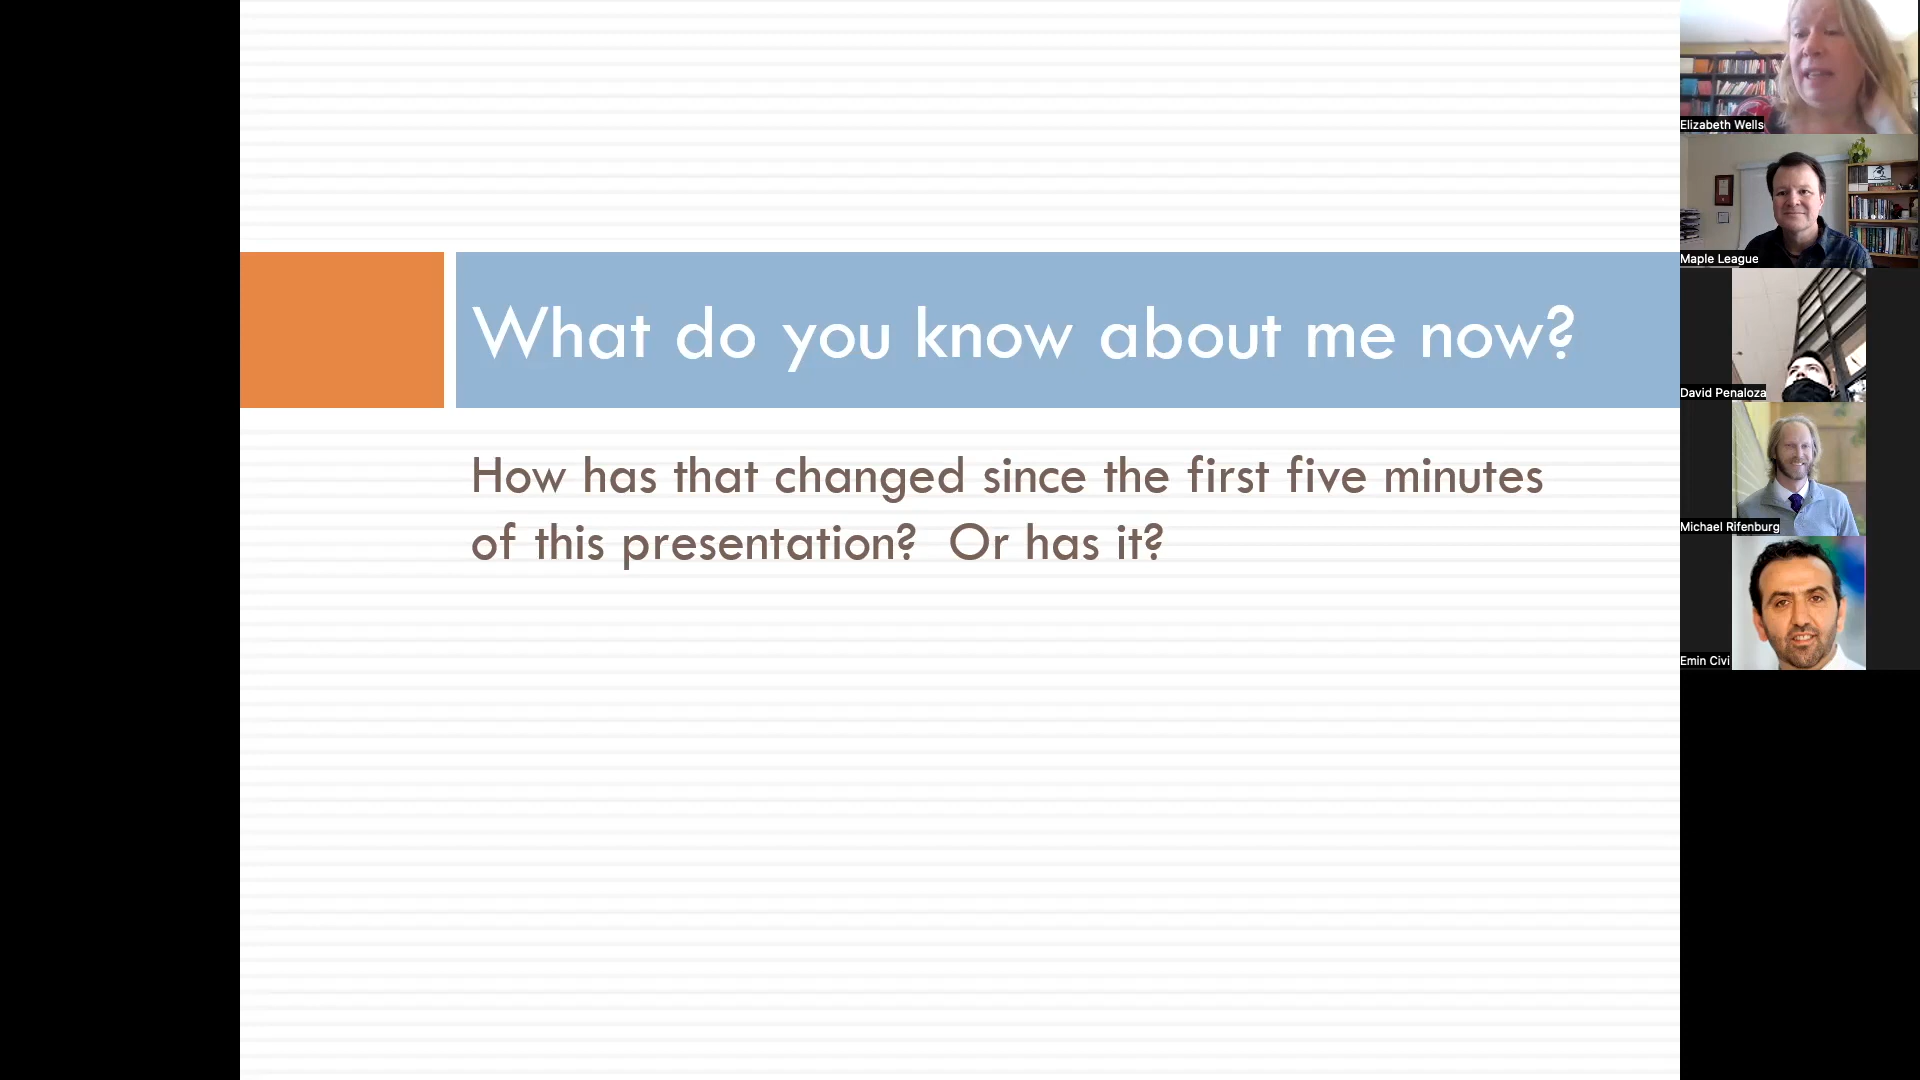 What do you know about me now?
How has that changed since the first five minutes
of this presentation?  Or has it?
Elizabeth Wells
Maple League
David Penaloza
Michael Rifenburg
Emin Civi